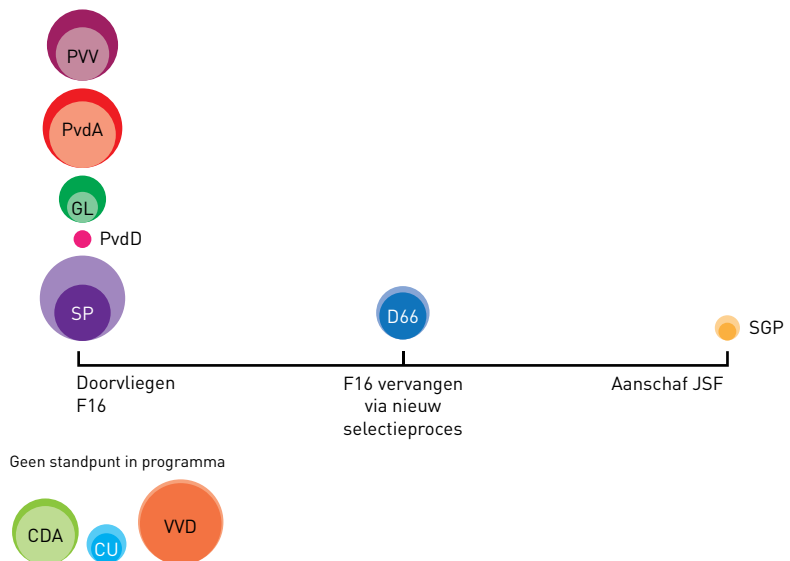 PVV
PvdA
GL
PvdD
SP
D66
SGP
Doorvliegen
F16
F16 vervangen
via nieuw
selectieproces
Aanschaf JSF
Geen standpunt in programma
CDA
CU
VVD